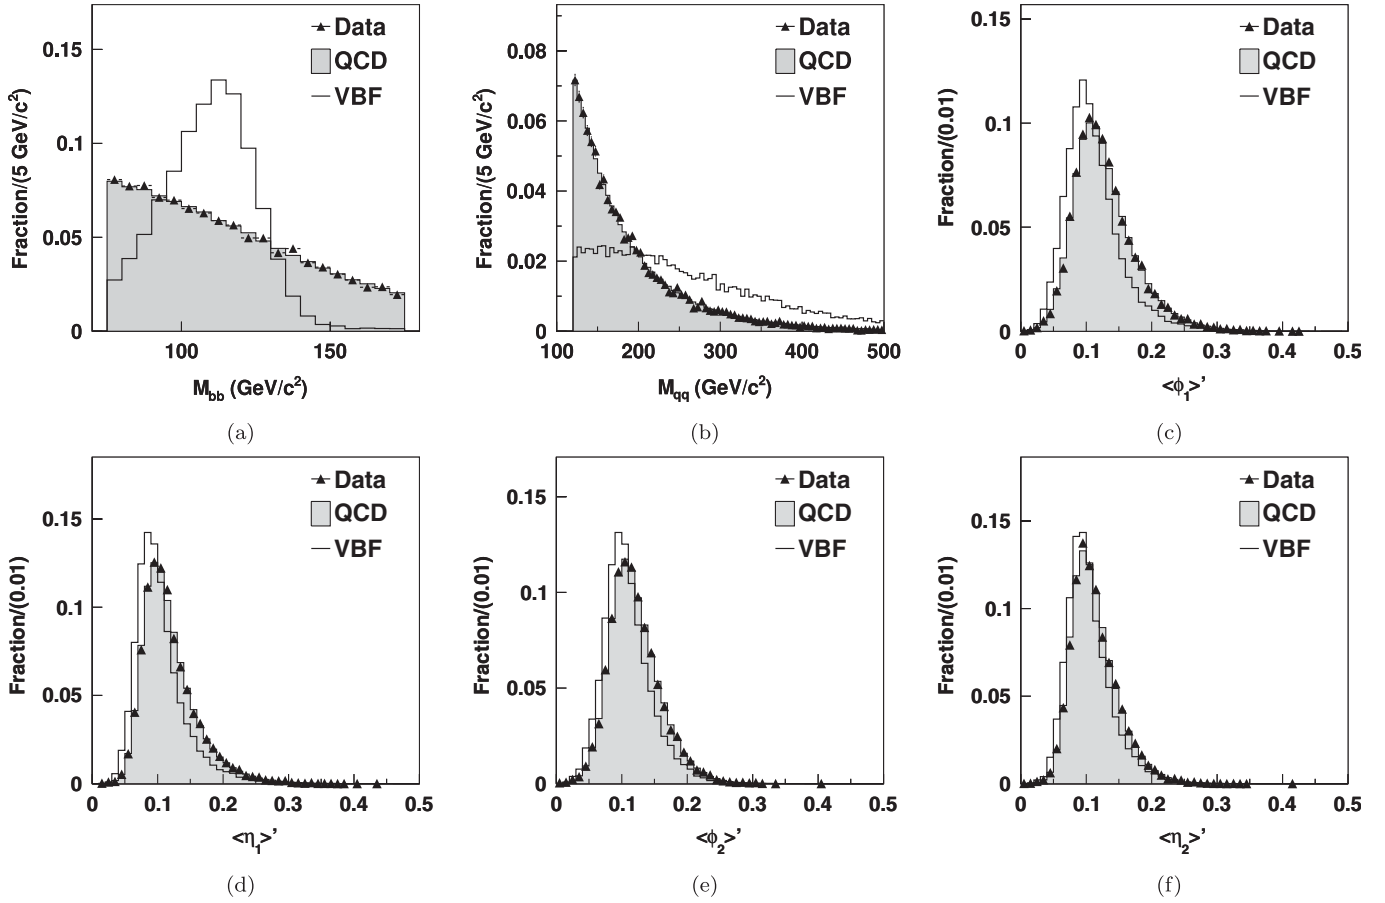 0.15
0.1
0.05
0
Fraction/(5 GeV/c²)
Data
QCD
VBF
100
150
M_bb (GeV/c²)
(a)
0.08
0.06
0.04
0.02
0
Fraction/(5 GeV/c²)
Data
QCD
VBF
100
200
300
400
500
M_qq (GeV/c²)
(b)
0.15
0.1
0.05
0
Fraction/(0.01)
Data
QCD
VBF
0
0.1
0.2
0.3
0.4
0.5
<ϕ₁>’
(c)
0.15
0.1
0.05
0
Fraction/(0.01)
Data
QCD
VBF
0
0.1
0.2
0.3
0.4
0.5
<η₁>’
(d)
0.15
0.1
0.05
0
Fraction/(0.01)
Data
QCD
VBF
0
0.1
0.2
0.3
0.4
0.5
<ϕ₂>’
(e)
0.15
0.1
0.05
0
Fraction/(0.01)
Data
QCD
VBF
0
0.1
0.2
0.3
0.4
0.5
<η₂>’
(f)